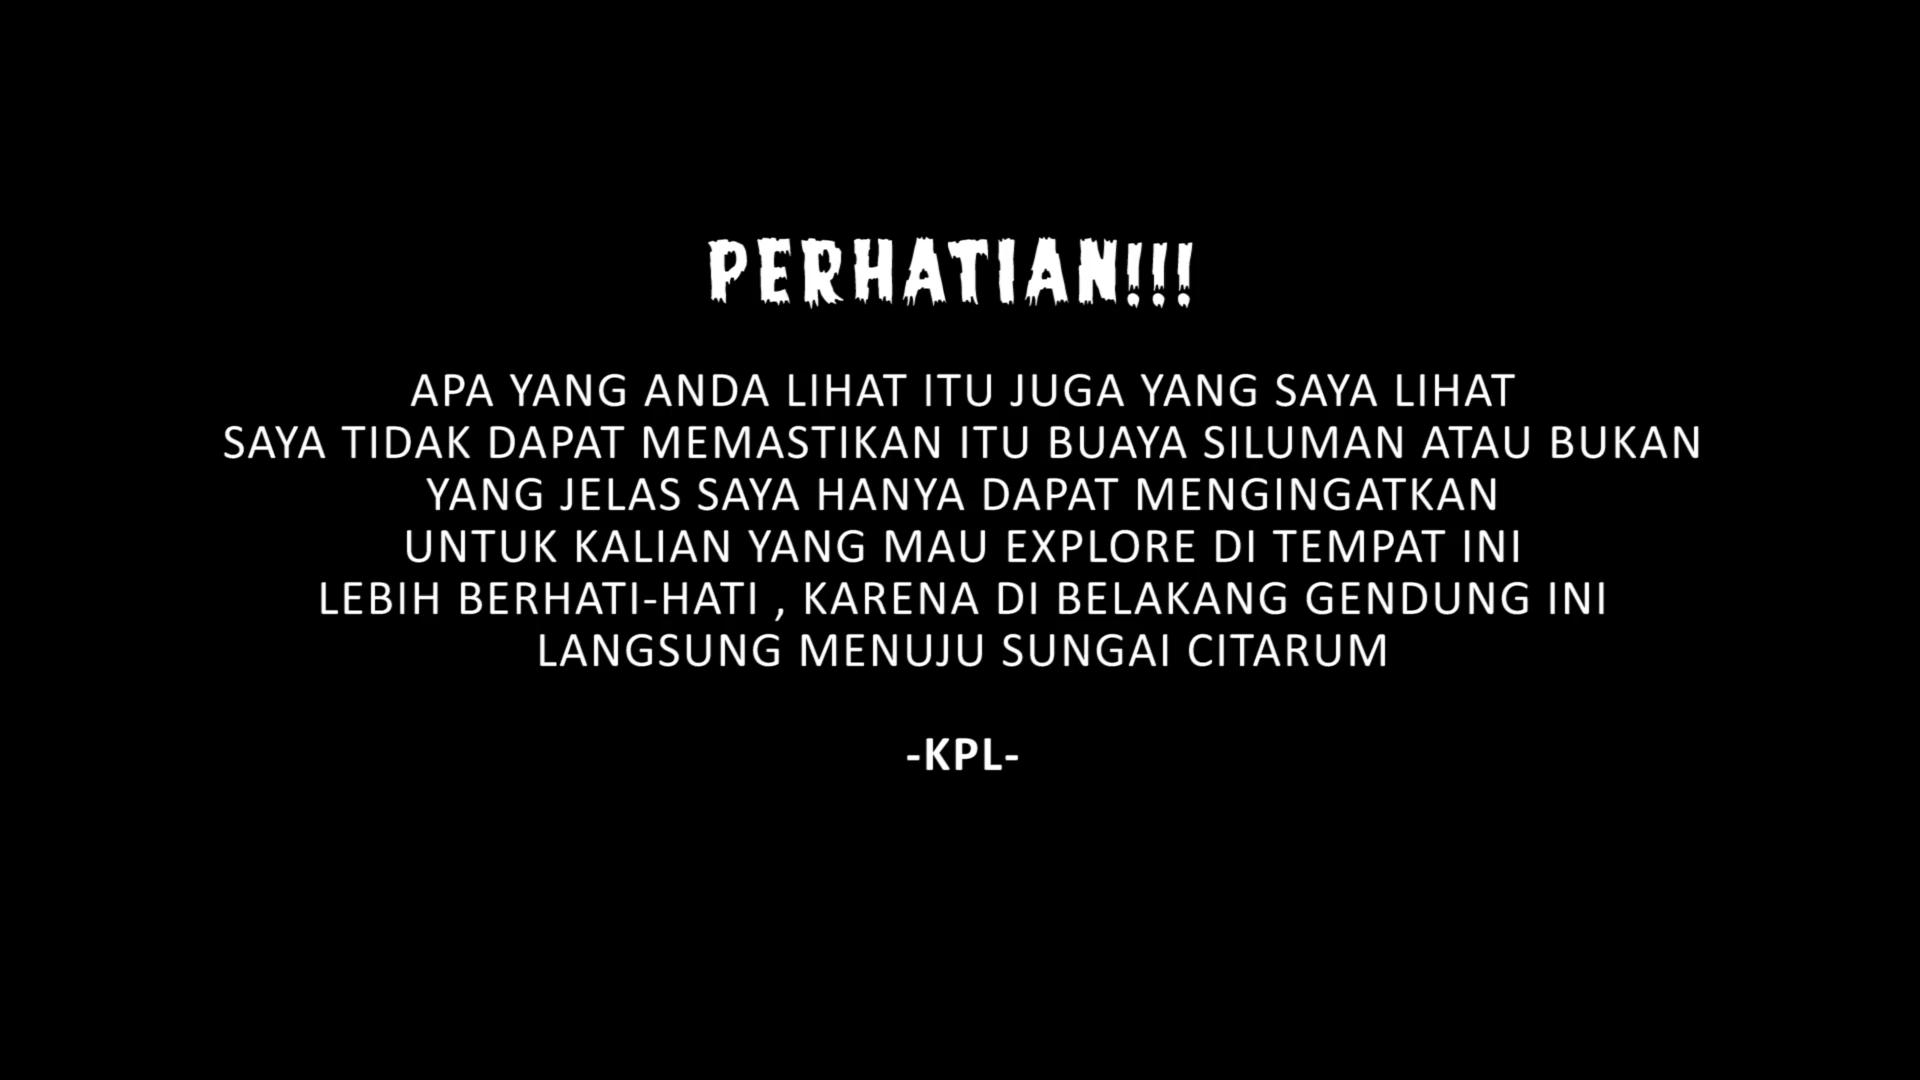 PERHATIAN!!!
APA YANG ANDA LIHAT ITU JUGA YANG SAYA LIHAT
SAYA TIDAK DAPAT MEMASTIKAN ITU BUAYA SILUMAN ATAU BUKAN
YANG JELAS SAYA HANYA DAPAT MENGINGATKAN
UNTUK KALIAN YANG MAU EXPLORE DI TEMPAT INI
LEBIH BERHATI-HATI , KARENA DI BELAKANG GENDUNG INI
LANGSUNG MENUJU SUNGAI CITARUM
-KPL-